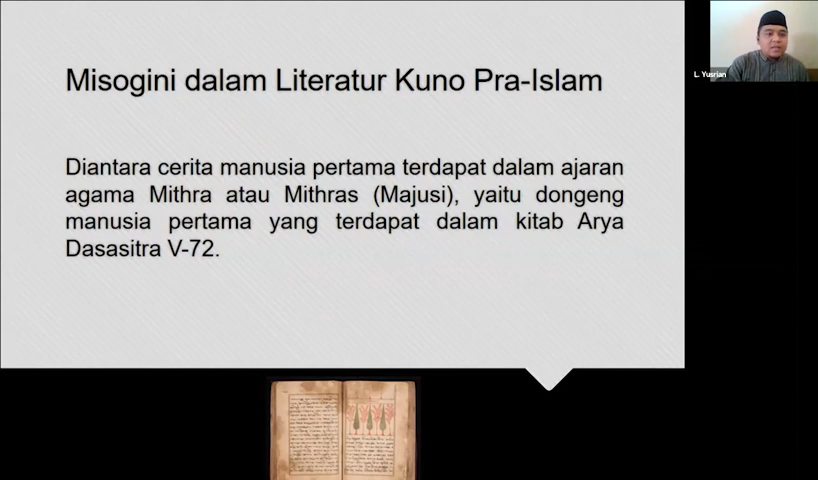 Misogini dalam Literatur Kuno Pra-Islam
Diantara cerita manusia pertama terdapat dalam ajaran
agama Mithra atau Mithras (Majusi), yaitu dongeng
manusia pertama yang terdapat dalam kitab Arya
Dasasitra V-72.
L. Yusrian